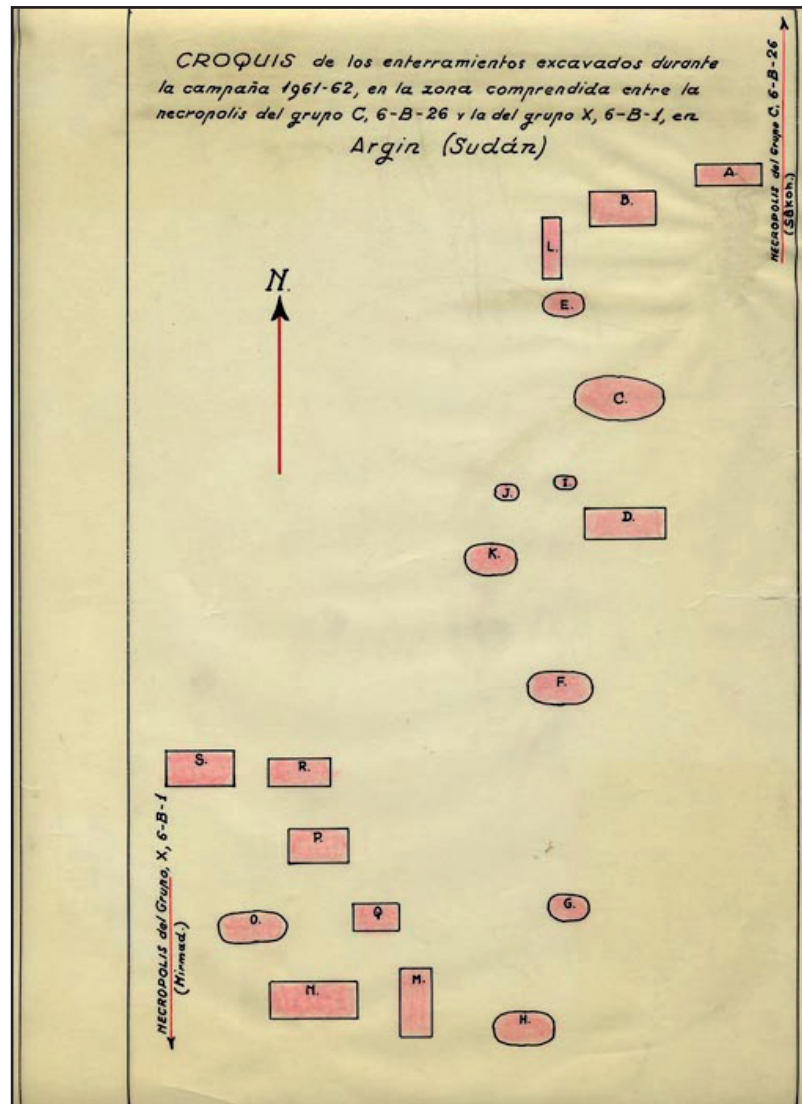 CROQUIS de los enterramientos excavados durante
la campaña 1961-62, en la zona comprendida entre la
necropolis del grupo C, 6-B-26 y la del grupo X, 6-B-1, en
Argin (Sudán)
NECROPOLIS del Grupo C, 6-B-26
(Sākoh.)
A.
B.
L.
N.
E.
C.
I.
J.
D.
K.
F.
S.
R.
P.
NECROPOLIS del Grupo, X, 6-B-1
(Mirmad.)
O.
Q
G.
N.
M.
H.